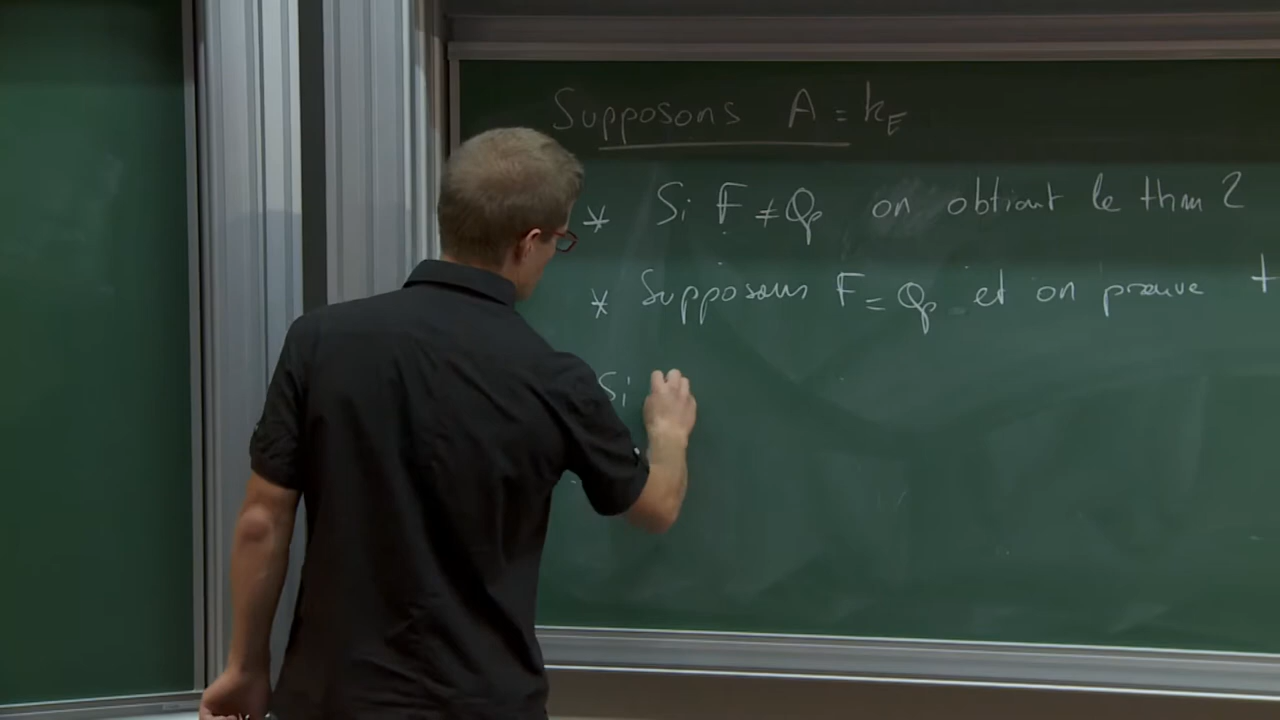 Supposons A = k_E
* Si F ≠ Q_p on obtient le thm 2
* Supposons F = Q_p et on prouve t
Si